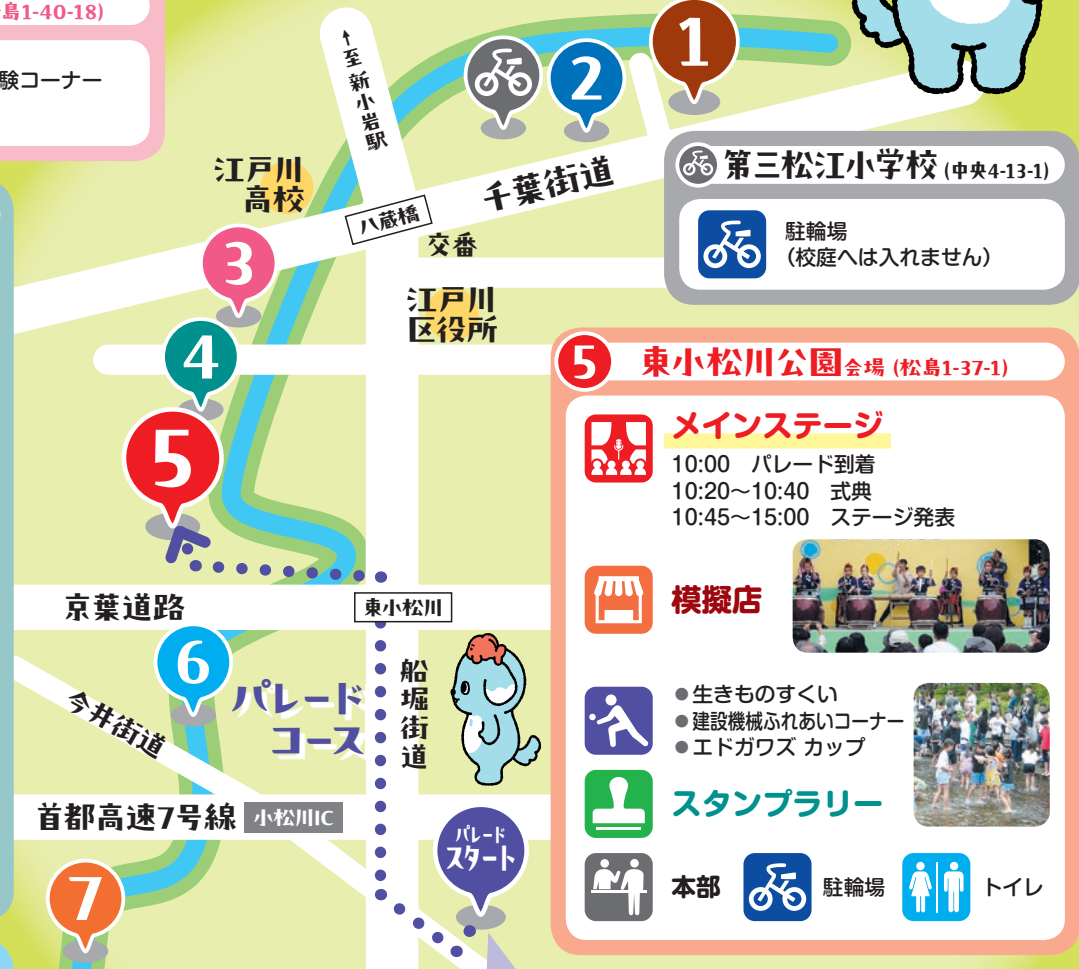 島1-40-18)
験コーナー
↑至 新小岩駅
1
2
江戸川
高校
千葉街道
八蔵橋
交番
3
江戸川
区役所
4
5
第三松江小学校 (中央4-13-1)
駐輪場
(校庭へは入れません)
5 東小松川公園会場 (松島1-37-1)
メインステージ
10:00 パレード到着
10:20〜10:40 式典
10:45〜15:00 ステージ発表
模擬店
●生きものすくい
●建設機械ふれあいコーナー
●エドガワズ カップ
スタンプラリー
本部 駐輪場 トイレ
京葉道路
東小松川
6
パレード
コース
船堀街道
今井街道
首都高速7号線 小松川IC
パレード
スタート
7